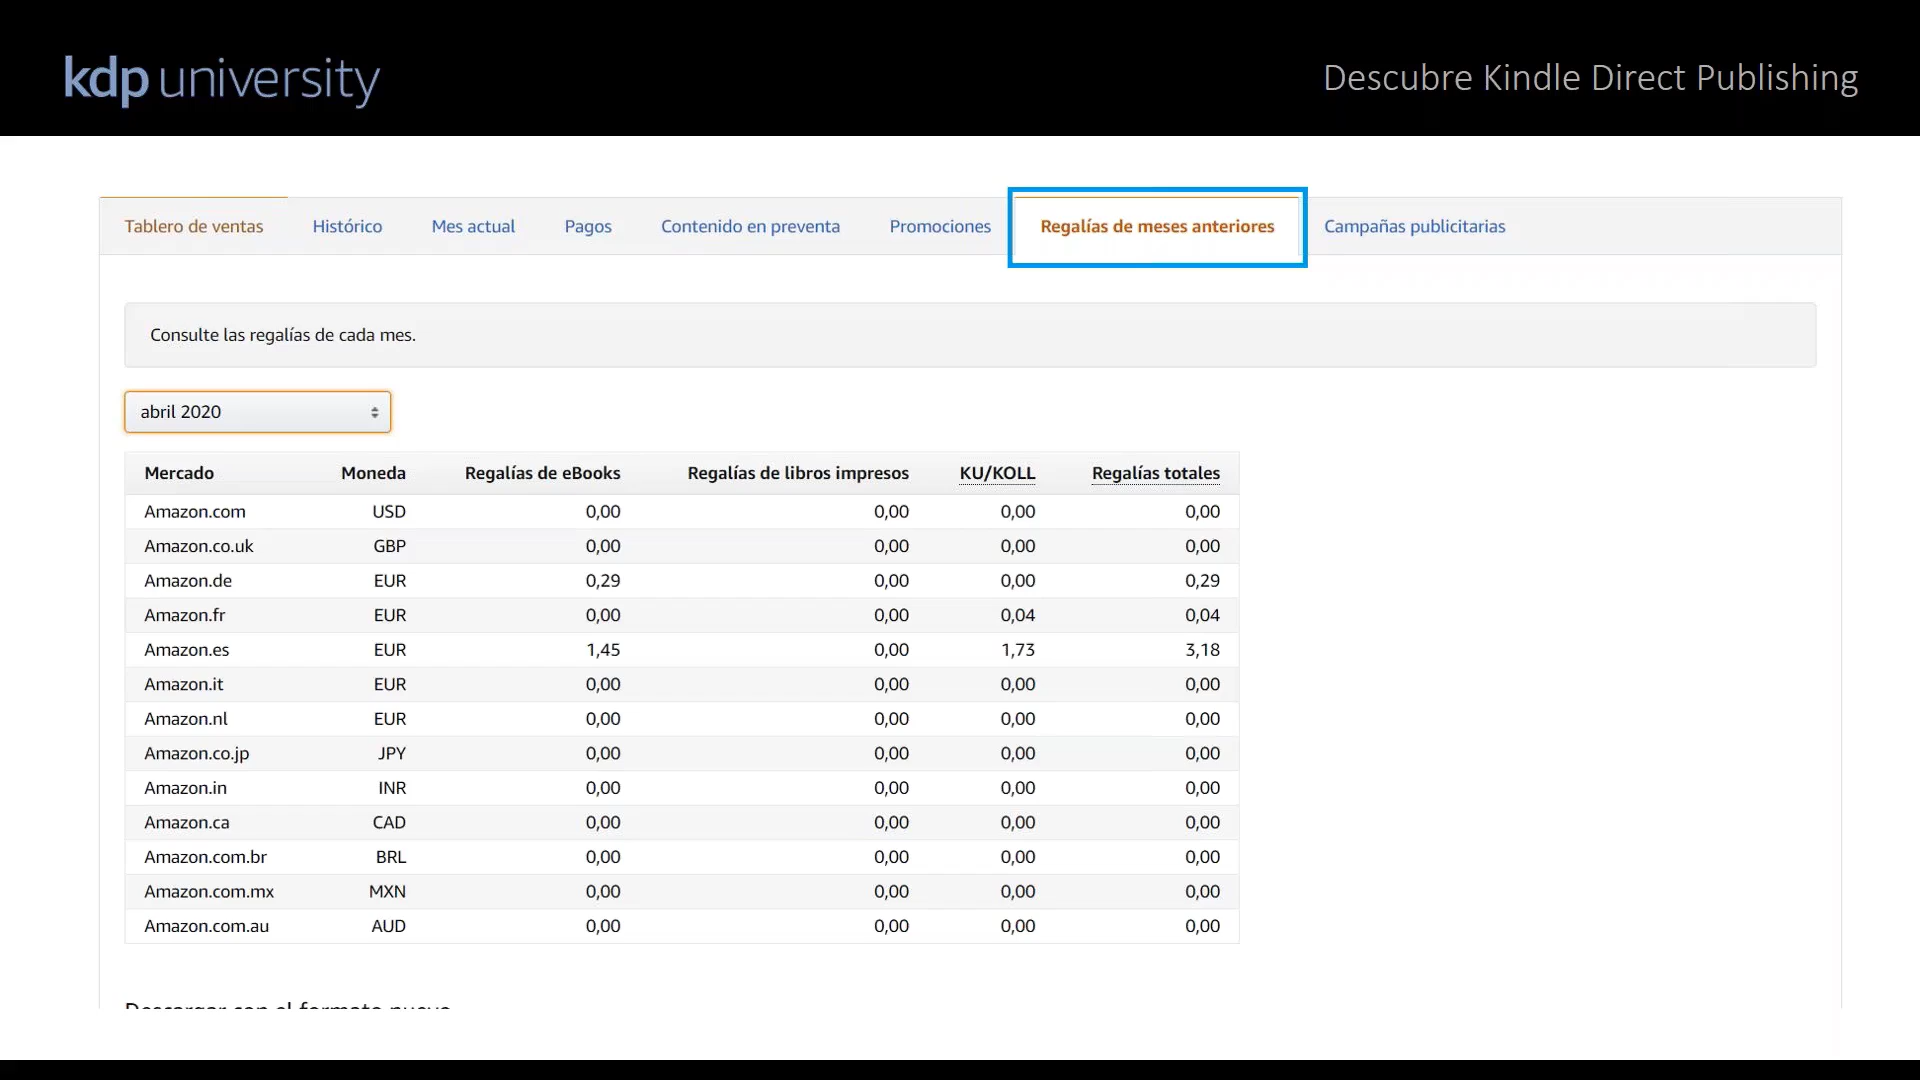 kdp university
Descubre Kindle Direct Publishing
Tablero de ventas Histórico Mes actual Pagos Contenido en preventa Promociones Regalías de meses anteriores Campañas publicitarias
Consulte las regalías de cada mes.
abril 2020
Mercado Moneda Regalías de eBooks Regalías de libros impresos KU/KOLL Regalías totales
Amazon.com USD 0,00 0,00 0,00 0,00
Amazon.co.uk GBP 0,00 0,00 0,00 0,00
Amazon.de EUR 0,29 0,00 0,00 0,29
Amazon.fr EUR 0,00 0,00 0,04 0,04
Amazon.es EUR 1,45 0,00 1,73 3,18
Amazon.it EUR 0,00 0,00 0,00 0,00
Amazon.nl EUR 0,00 0,00 0,00 0,00
Amazon.co.jp JPY 0,00 0,00 0,00 0,00
Amazon.in INR 0,00 0,00 0,00 0,00
Amazon.ca CAD 0,00 0,00 0,00 0,00
Amazon.com.br BRL 0,00 0,00 0,00 0,00
Amazon.com.mx MXN 0,00 0,00 0,00 0,00
Amazon.com.au AUD 0,00 0,00 0,00 0,00
Descargar con el formato nuevo